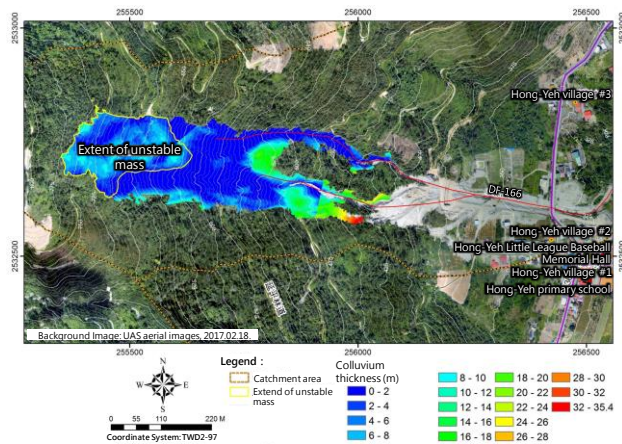 255500
256000
256500
2533000
2533000
Hong-Yeh village #3
Extent of unstable
mass
DF-166
Hong-Yeh village #2
Hong-Yeh Little League Baseball
Memorial Hall
Hong-Yeh village #1
Hong-Yeh primary school
2532500
2532500
Background Image: UAS aerial images, 2017.02.18.
255500
256000
256500
N
W
E
S
0 55 110 220 M
Coordinate System: TWD2-97
Legend :
Catchment area
Extent of unstable
mass
Colluvium
thickness (m)
0 - 2
2 - 4
4 - 6
6 - 8
8 - 10
10 - 12
12 - 14
14 - 16
16 - 18
18 - 20
20 - 22
22 - 24
24 - 26
26 - 28
28 - 30
30 - 32
32 - 35.4